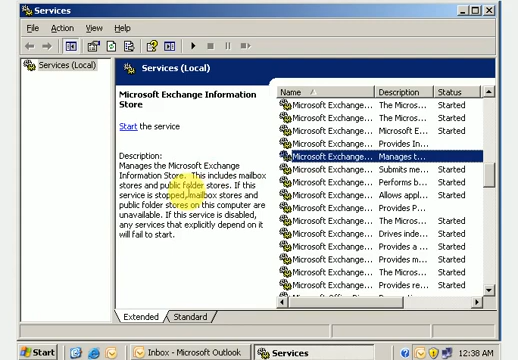 Services
File Action View Help
Services (Local)
Services (Local)
Microsoft Exchange Information
Store
Start the service
Description:
Manages the Microsoft Exchange
Information Store. This includes mailbox
stores and public folder stores. If this
service is stopped, mailbox stores and
public folder stores on this computer are
unavailable. If this service is disabled,
any services that explicitly depend on it
will fail to start.
Name Description Status
Microsoft Exchange... The Micros... Started
Microsoft Exchange... The Micros... Started
Microsoft Exchange... Microsoft E... Started
Microsoft Exchange... Provides In...
Microsoft Exchange... Manages t...
Microsoft Exchange... Submits me... Started
Microsoft Exchange... Performs b... Started
Microsoft Exchange... Allows appl... Started
Microsoft Exchange... Provides P...
Microsoft Exchange... The Micros... Started
Microsoft Exchange... Drives inde... Started
Microsoft Exchange... Provides a ... Started
Microsoft Exchange... Provides m... Started
Microsoft Exchange... The Micros... Started
Microsoft Exchange... Provides re... Started
Extended Standard
Start Inbox - Microsoft Outlook Services 12:38 AM